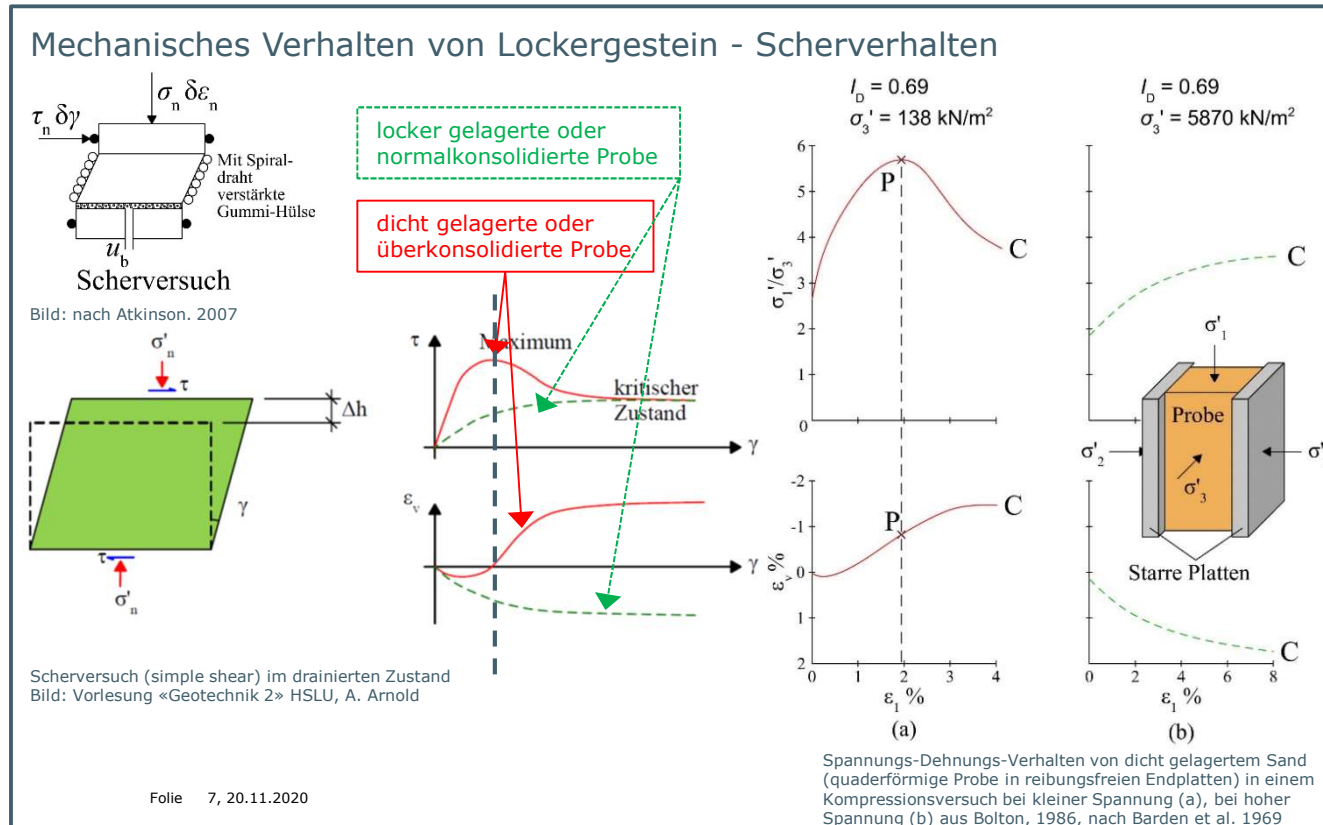 Mechanisches Verhalten von Lockergestein - Scherverhalten
σn δεn
τn δγ
Mit Spiral-
draht
verstärkte
Gummi-Hülse
ub
Scherversuch
Bild: nach Atkinson. 2007
locker gelagerte oder
normalkonsolidierte Probe
dicht gelagerte oder
überkonsolidierte Probe
σ'n
τ
Δh
γ
τ
σ'n
Scherversuch (simple shear) im drainierten Zustand
Bild: Vorlesung «Geotechnik 2» HSLU, A. Arnold
τ
Maximum
kritischer
Zustand
γ
εv
γ
ID = 0.69
σ3' = 138 kN/m²
6
5
4
3
2
1
0
σ1'/σ3'
P
C
-2
-1
0
1
2
εv %
P
C
0 1 2 3 4
ε1 %
(a)
ID = 0.69
σ3' = 5870 kN/m²
C
σ'1
Probe
σ'2
σ'3
σ'
Starre Platten
C
0 2 4 6 8
ε1 %
(b)
Spannungs-Dehnungs-Verhalten von dicht gelagertem Sand
(quaderförmige Probe in reibungsfreien Endplatten) in einem
Kompressionsversuch bei kleiner Spannung (a), bei hoher
Spannung (b) aus Bolton, 1986, nach Barden et al. 1969
Folie 7, 20.11.2020